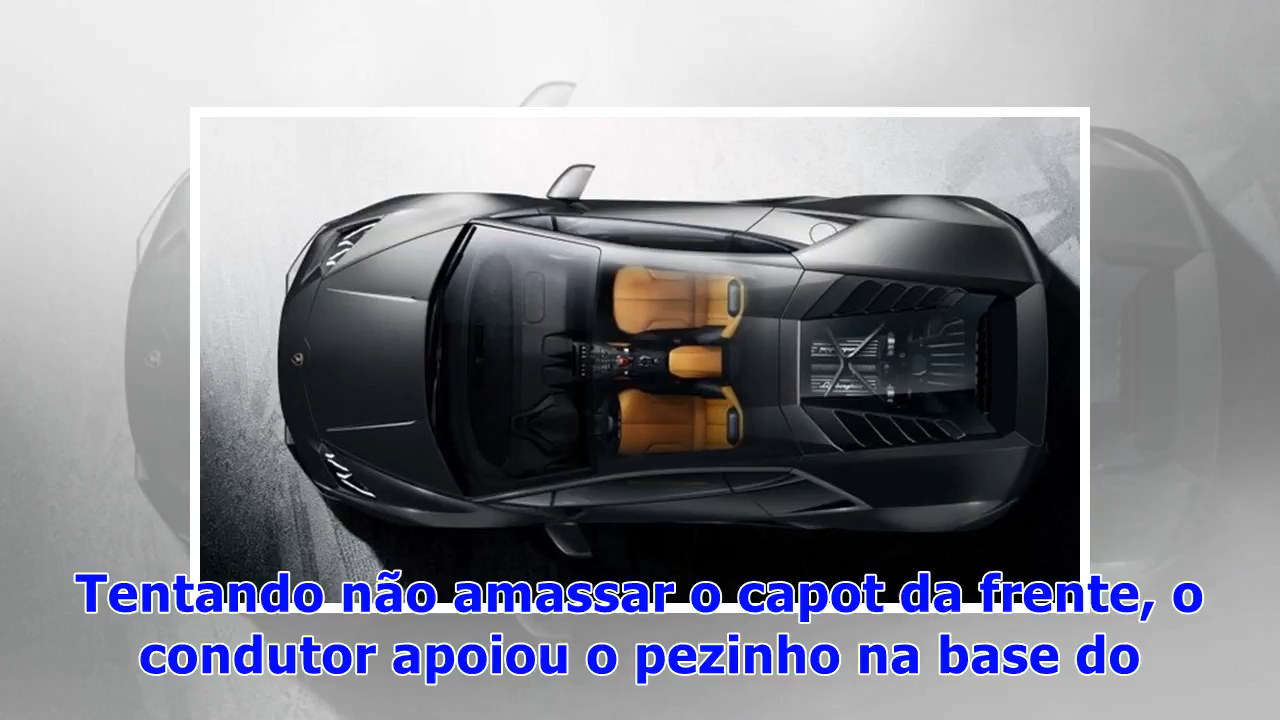 Tentando não amassar o capot da frente, o
condutor apoiou o pezinho na base do